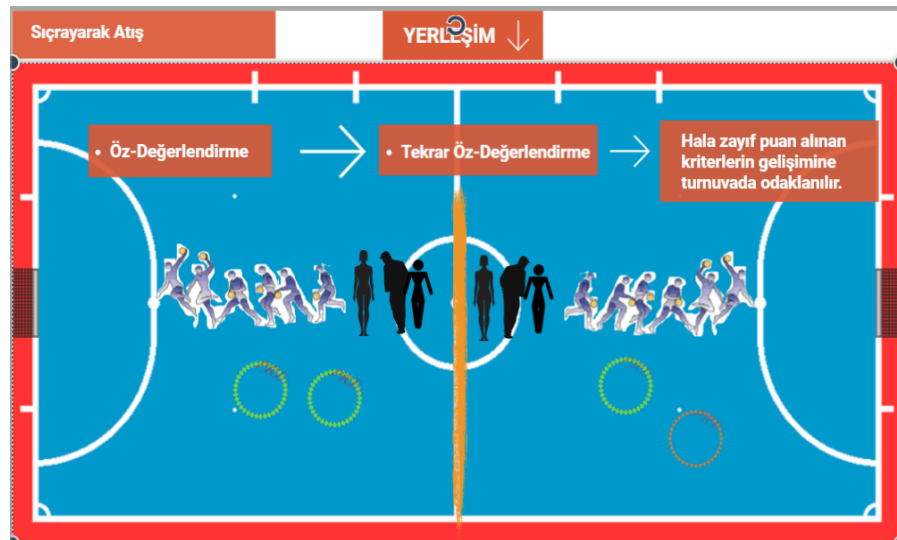 Sıçrayarak Atış
YERLEŞİM
• Öz-Değerlendirme
• Tekrar Öz-Değerlendirme
Hala zayıf puan alınan
kriterlerin gelişimine
turnuvada odaklanılır.